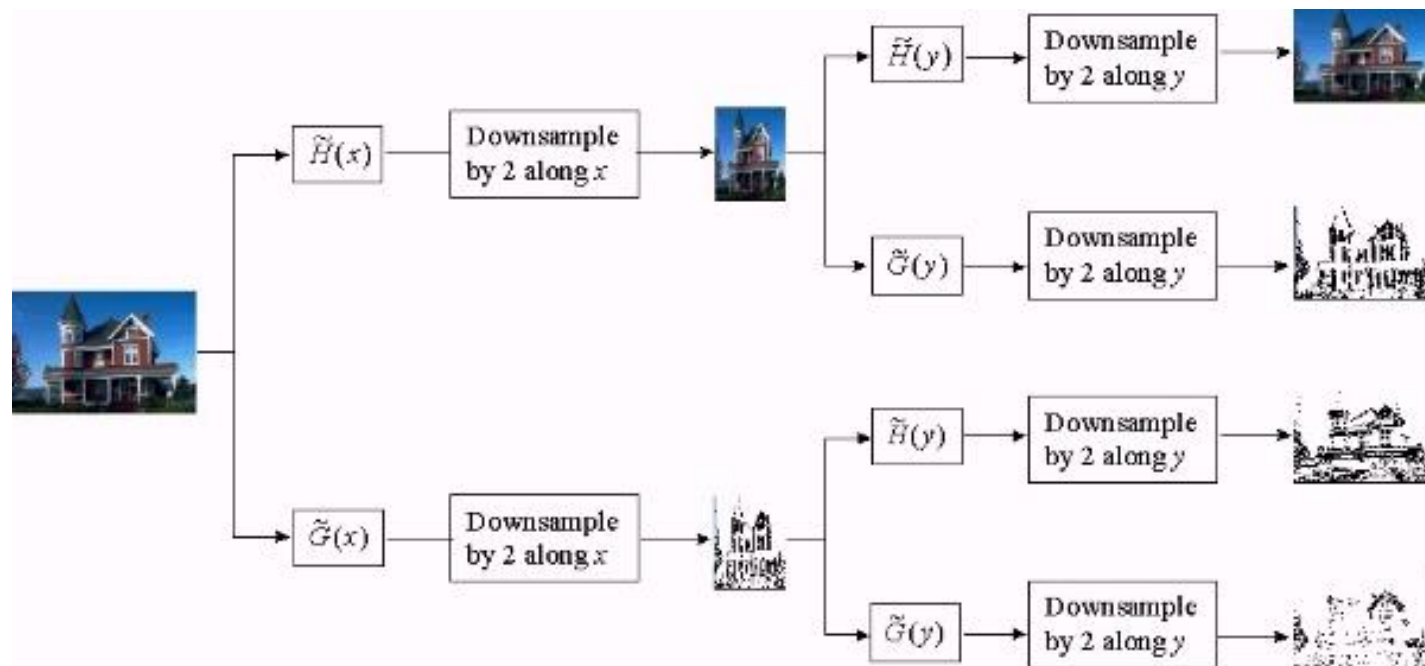 H̃(y)
Downsample
by 2 along y
H̃(x)
Downsample
by 2 along x
G̃(y)
Downsample
by 2 along y
H̃(y)
Downsample
by 2 along y
G̃(x)
Downsample
by 2 along x
G̃(y)
Downsample
by 2 along y